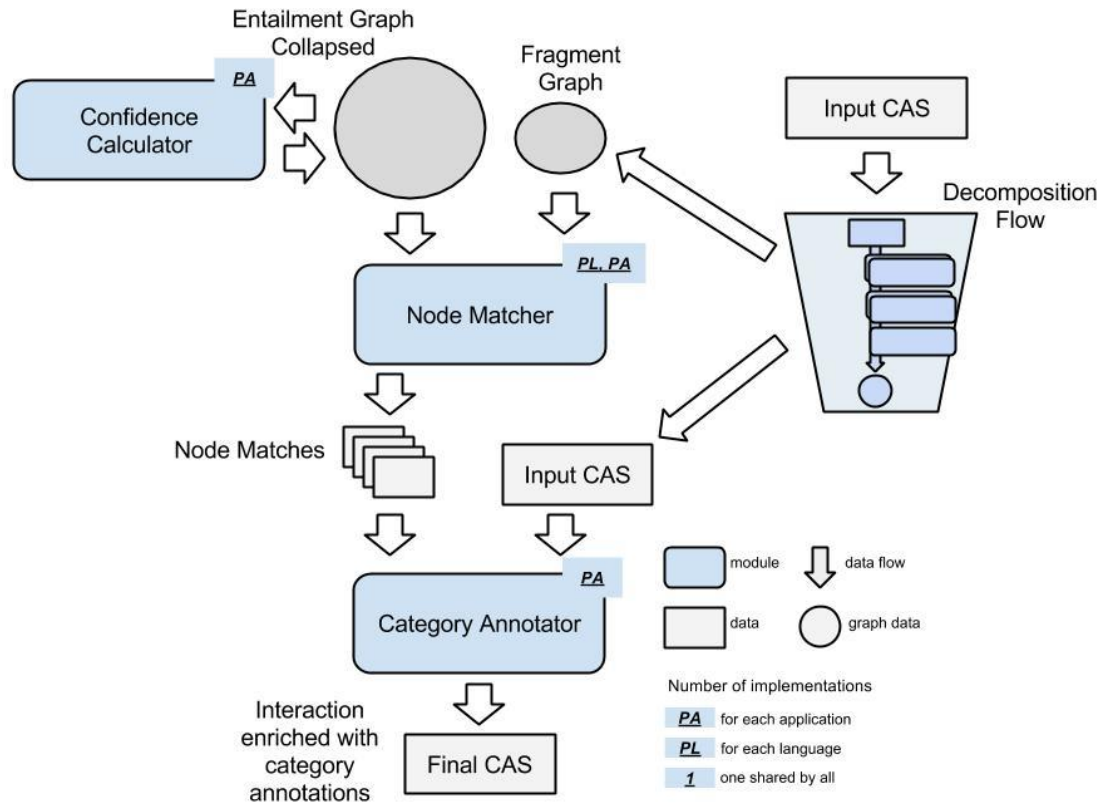 Entailment Graph
Collapsed
Fragment
Graph
PA
Confidence
Calculator
Input CAS
Decomposition
Flow
PL, PA
Node Matcher
Node Matches
Input CAS
PA
Category Annotator
module
data flow
data
graph data
Number of implementations
PA for each application
PL for each language
1 one shared by all
Interaction
enriched with
category
annotations
Final CAS